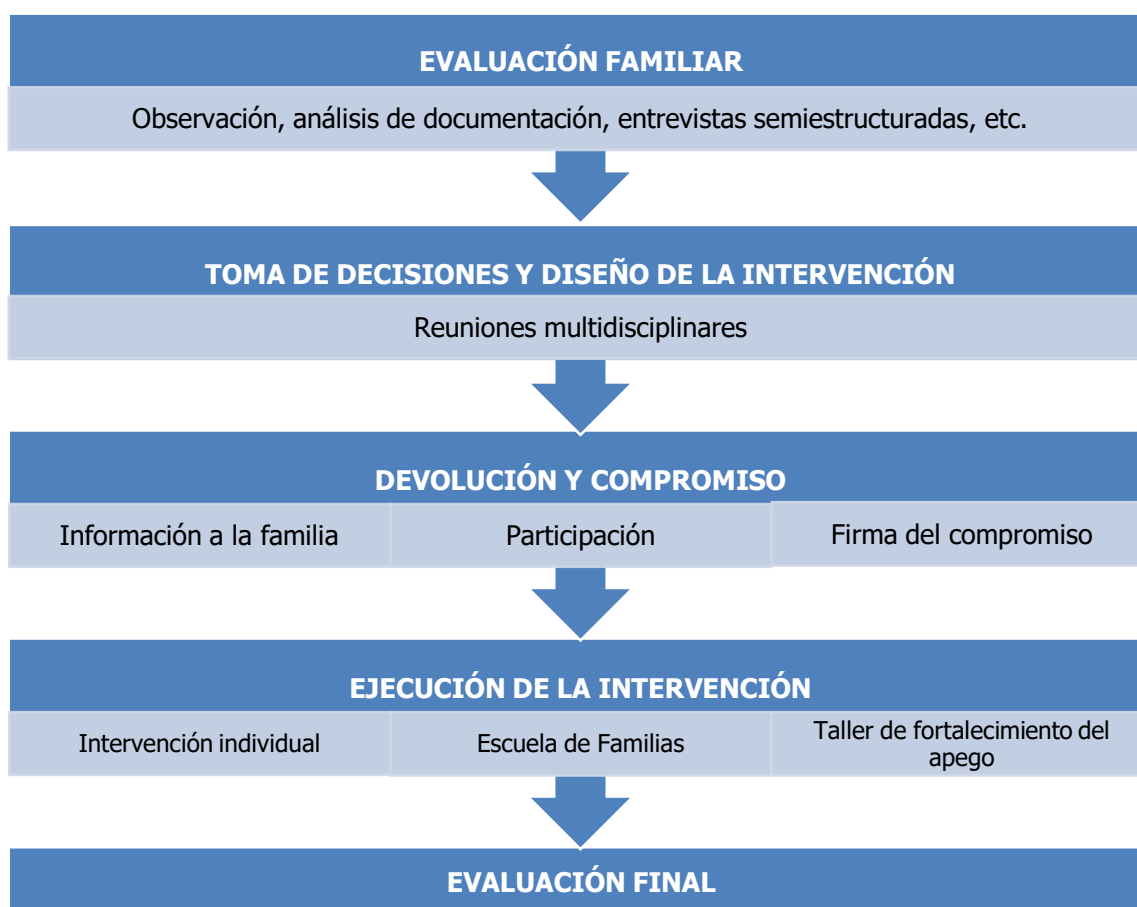 EVALUACIÓN FAMILIAR
Observación, análisis de documentación, entrevistas semiestructuradas, etc.
TOMA DE DECISIONES Y DISEÑO DE LA INTERVENCIÓN
Reuniones multidisciplinares
DEVOLUCIÓN Y COMPROMISO
Información a la familia
Participación
Firma del compromiso
EJECUCIÓN DE LA INTERVENCIÓN
Intervención individual
Escuela de Familias
Taller de fortalecimiento del
apego
EVALUACIÓN FINAL